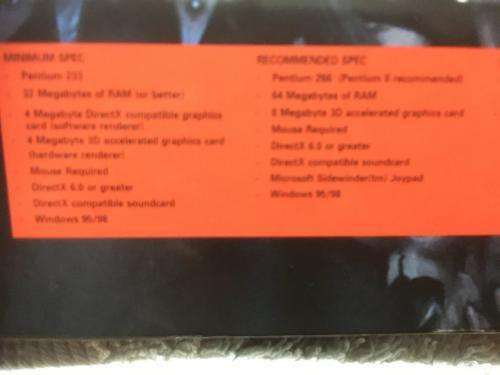 MINIMUM SPEC
Pentium 233
32 Megabytes of RAM (or better)
4 Megabyte DirectX compatible graphics
card (software renderer)
4 Megabyte 3D accelerated graphics card
(hardware renderer)
Mouse Required
DirectX 6.0 or greater
DirectX compatible soundcard
Windows 95/98
RECOMMENDED SPEC
Pentium 266 (Pentium II recommended)
64 Megabytes of RAM
8 Megabyte 3D accelerated graphics card
Mouse Required
DirectX 6.0 or greater
DirectX compatible soundcard
Microsoft Sidewinder(tm) Joypad
Windows 95/98